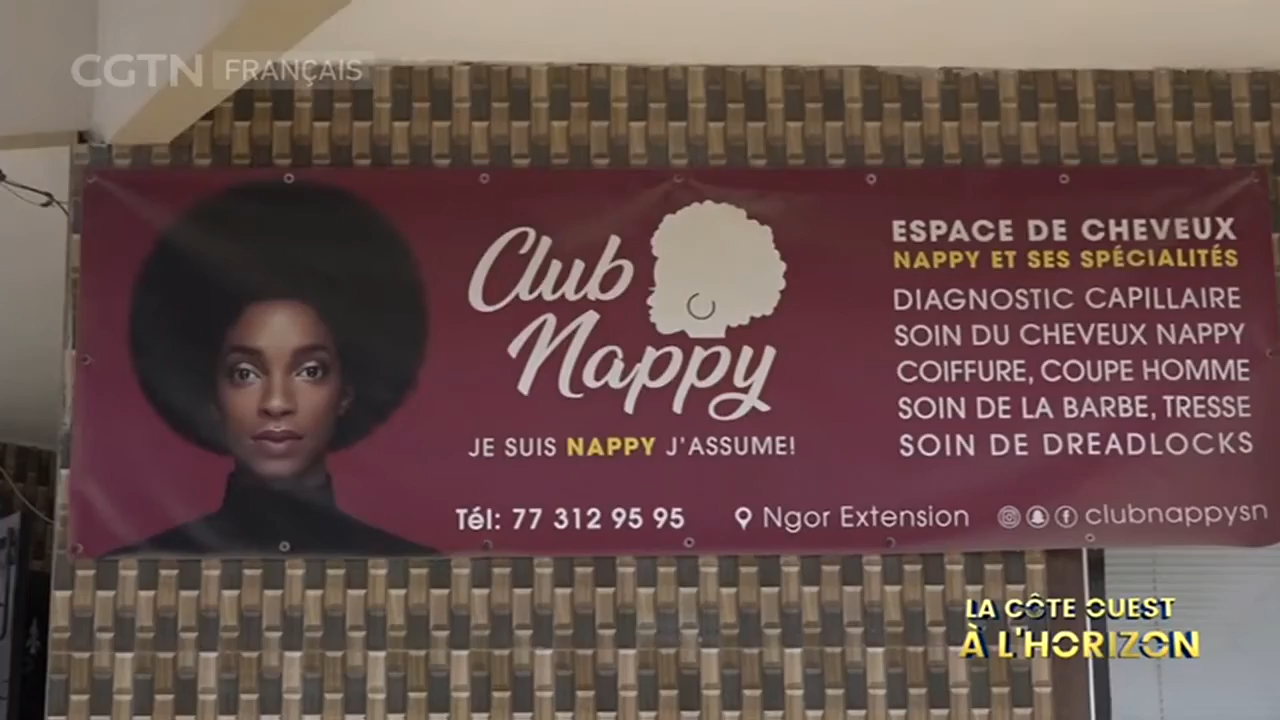 CGTN FRANÇAIS
Club
Nappy
JE SUIS NAPPY J'ASSUME!
ESPACE DE CHEVEUX
NAPPY ET SES SPÉCIALITÉS
DIAGNOSTIC CAPILLAIRE
SOIN DU CHEVEUX NAPPY
COIFFURE, COUPE HOMME
SOIN DE LA BARBE, TRESSE
SOIN DE DREADLOCKS
Tél: 77 312 95 95
Ngor Extension
clubnappysn
LA CÔTE OUEST
À L'HORIZON